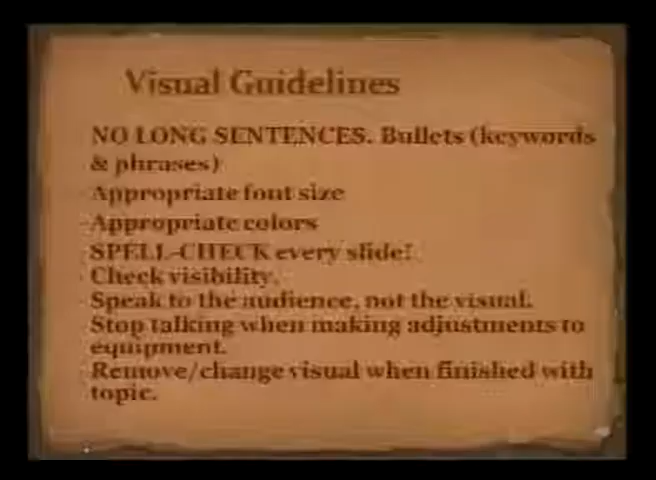 Visual Guidelines
NO LONG SENTENCES. Bullets (keywords
& phrases)
Appropriate font size
Appropriate colors
SPELL-CHECK every slide!
Check visibility.
Speak to the audience, not the visual.
Stop talking when making adjustments to
equipment.
Remove/change visual when finished with
topic.